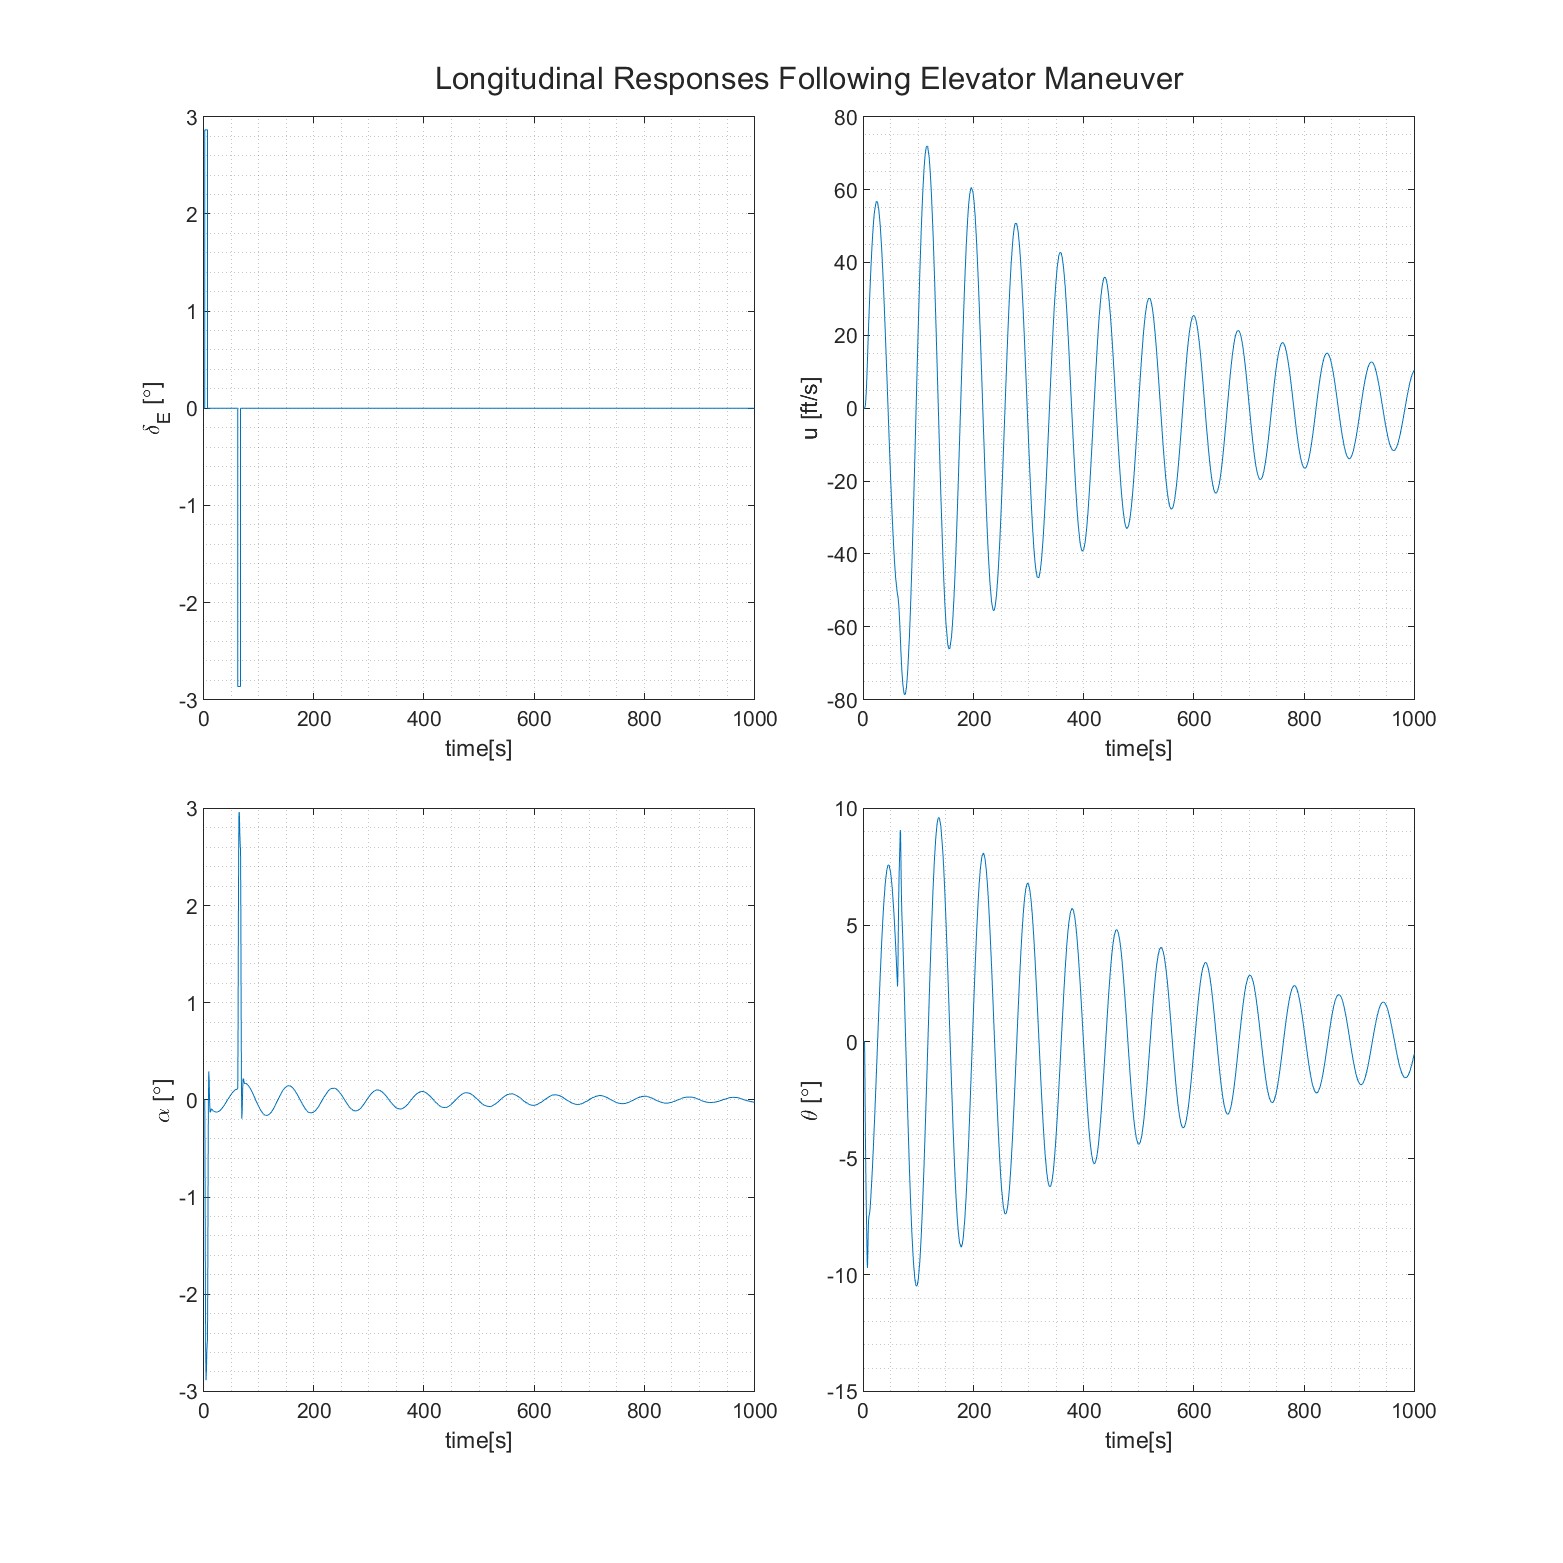 Longitudinal Responses Following Elevator Maneuver
3
2
1
0
-1
-2
-3
δE [°]
0 200 400 600 800 1000
time[s]
80
60
40
20
0
-20
-40
-60
-80
u [ft/s]
0 200 400 600 800 1000
time[s]
3
2
1
0
-1
-2
-3
α [°]
0 200 400 600 800 1000
time[s]
10
5
0
-5
-10
-15
θ [°]
0 200 400 600 800 1000
time[s]